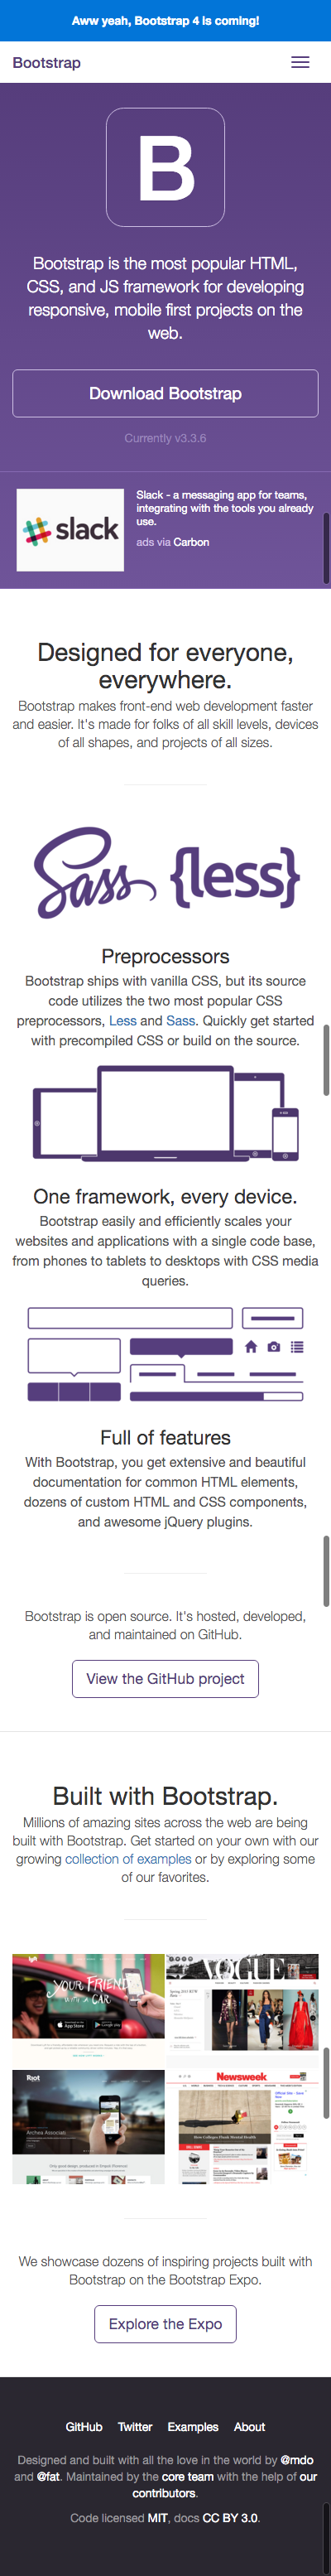 Aww yeah, Bootstrap 4 is coming!
Bootstrap
B
Bootstrap is the most popular HTML,
CSS, and JS framework for developing
responsive, mobile first projects on the
web.
Download Bootstrap
Currently v3.3.6
slack
Slack - a messaging app for teams,
integrating with the tools you already
use.
ads via Carbon
Designed for everyone,
everywhere.
Bootstrap makes front-end web development faster
and easier. It's made for folks of all skill levels, devices
of all shapes, and projects of all sizes.
Sass {less}
Preprocessors
Bootstrap ships with vanilla CSS, but its source
code utilizes the two most popular CSS
preprocessors, Less and Sass. Quickly get started
with precompiled CSS or build on the source.
One framework, every device.
Bootstrap easily and efficiently scales your
websites and applications with a single code base,
from phones to tablets to desktops with CSS media
queries.
Full of features
With Bootstrap, you get extensive and beautiful
documentation for common HTML elements,
dozens of custom HTML and CSS components,
and awesome jQuery plugins.
Bootstrap is open source. It's hosted, developed,
and maintained on GitHub.
View the GitHub project
Built with Bootstrap.
Millions of amazing sites across the web are being
built with Bootstrap. Get started on your own with our
growing collection of examples or by exploring some
of our favorites.
lyft
YOUR FRIEND
WITH A CAR
App Store
Google play
VOGUE
Riot
Newsweek
We showcase dozens of inspiring projects built with
Bootstrap on the Bootstrap Expo.
Explore the Expo
GitHub Twitter Examples About
Designed and built with all the love in the world by @mdo
and @fat. Maintained by the core team with the help of our
contributors.
Code licensed MIT, docs CC BY 3.0.